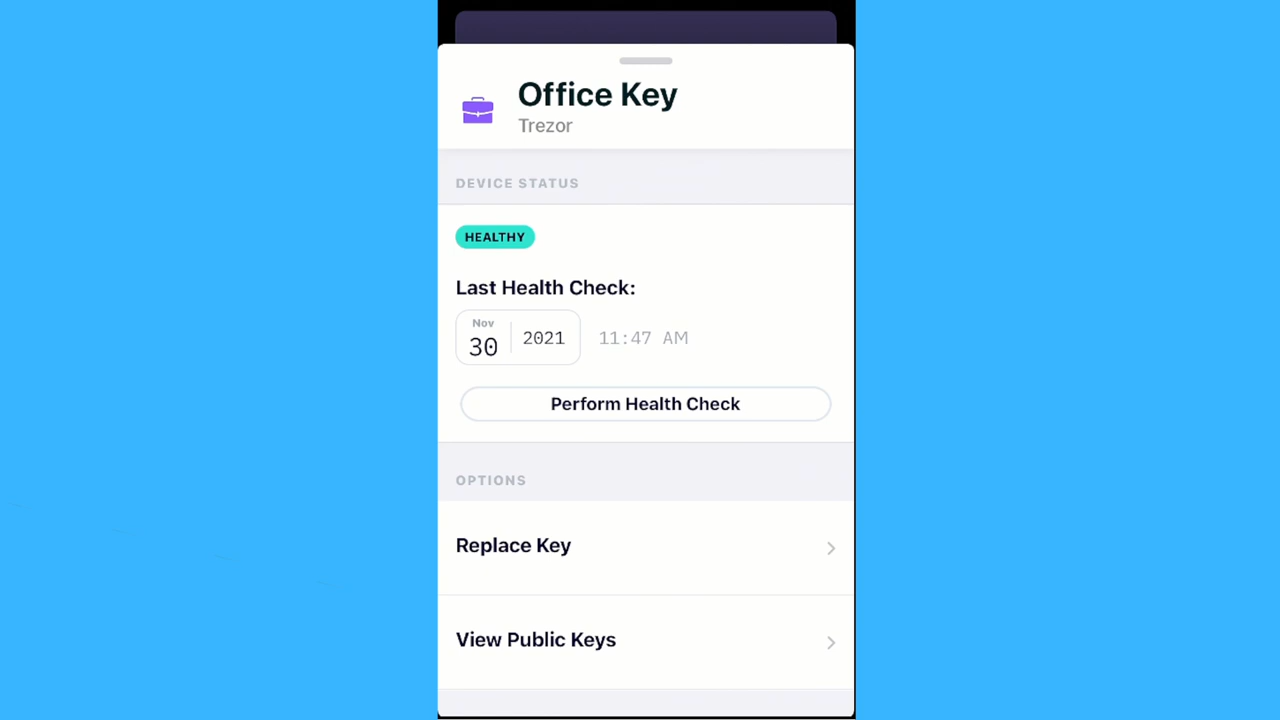 Office Key
Trezor
DEVICE STATUS
HEALTHY
Last Health Check:
Nov
30
2021
11:47 AM
Perform Health Check
OPTIONS
Replace Key
View Public Keys